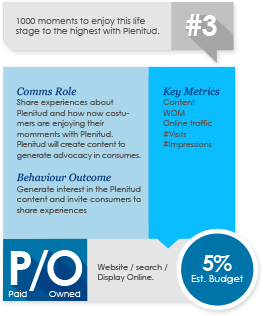 1000 moments to enjoy this life
stage to the highest with Plenitud.
#3
Comms Role
Share experiences about
Plenitud and how now costu-
mers are enjoying their
momments with Plenitud.
Plenitud will create content to
generate advocacy in consumes.
Behaviour Outcome
Generate interest in the Plenitud
content and invite consumers to
share experiences
Key Metrics
Content
WOM
Online traffic
#Visits
#Impressions
P/O
Paid Owned
Website / search /
Display Online.
5%
Est. Budget